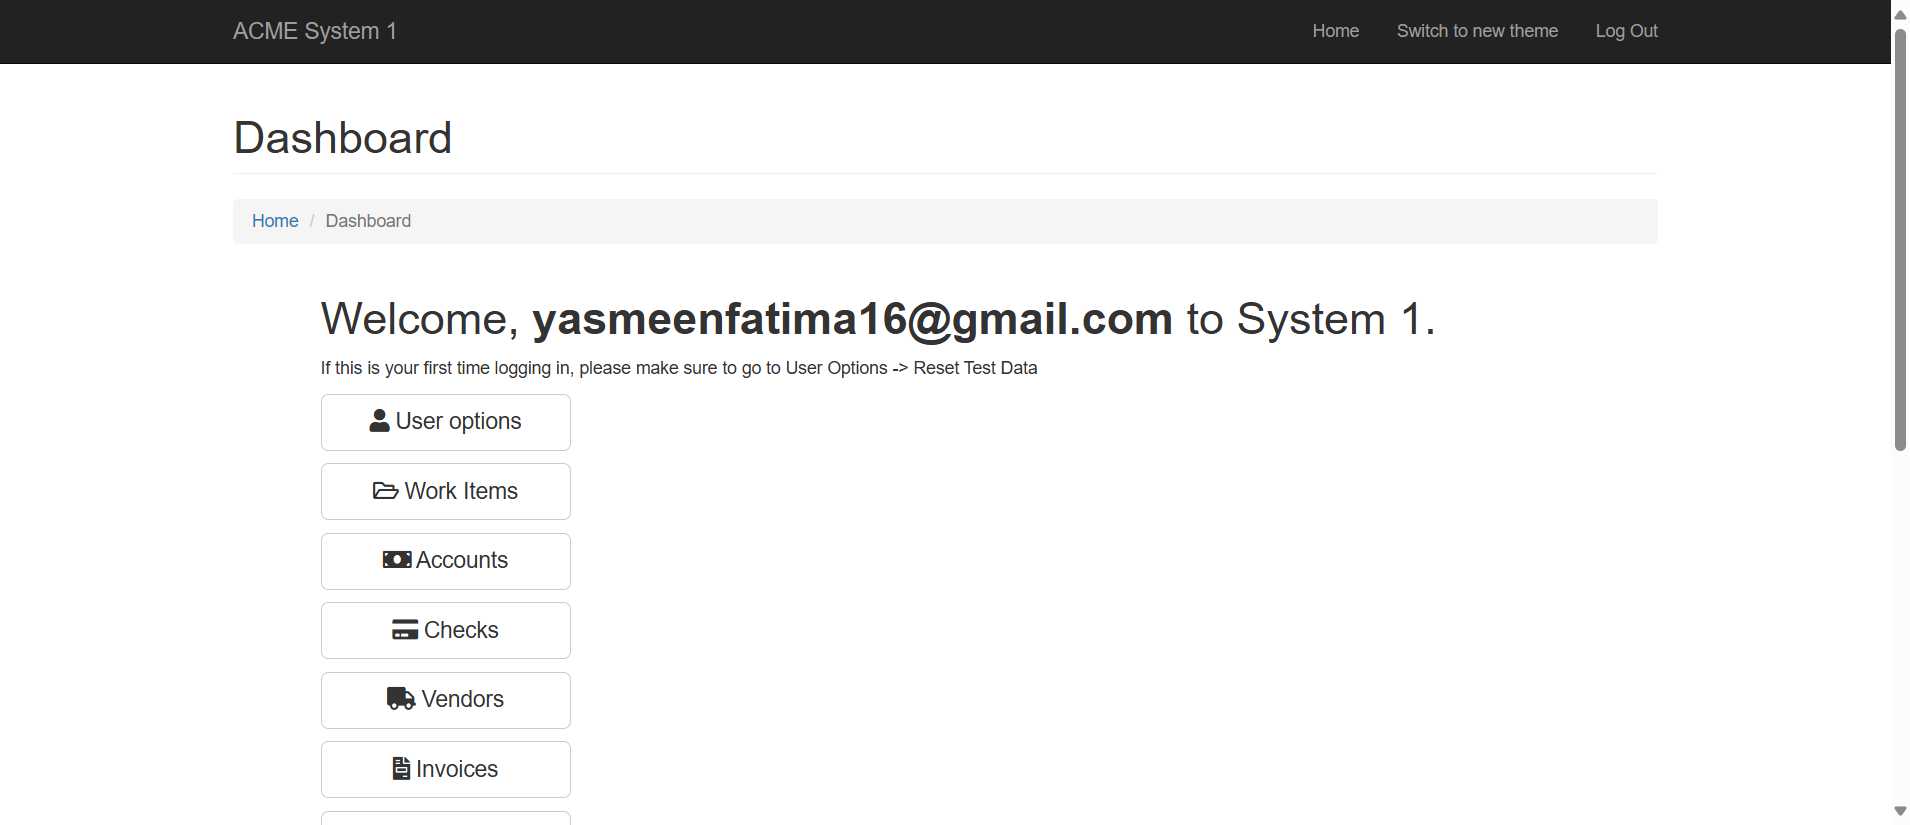 ACME System 1
Home
Switch to new theme
Log Out
Dashboard
Home / Dashboard
Welcome, yasmeenfatima16@gmail.com to System 1.
If this is your first time logging in, please make sure to go to User Options -> Reset Test Data
User options
Work Items
Accounts
Checks
Vendors
Invoices